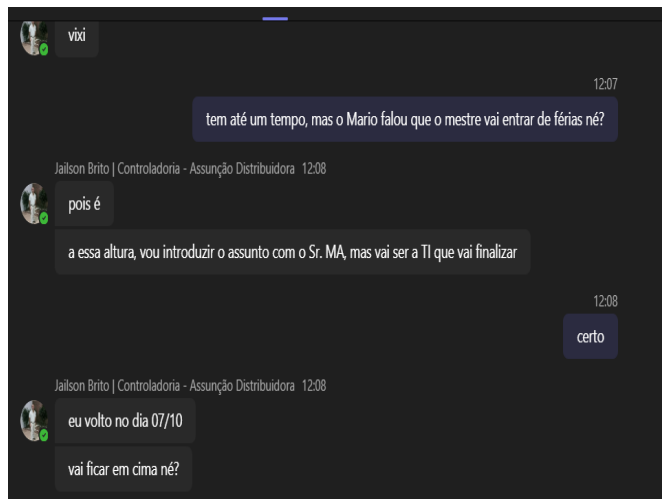 vixi
12:07
tem até um tempo, mas o Mario falou que o mestre vai entrar de férias né?
Jailson Brito | Controladoria - Assunção Distribuidora 12:08
pois é
a essa altura, vou introduzir o assunto com o Sr. MA, mas vai ser a TI que vai finalizar
12:08
certo
Jailson Brito | Controladoria - Assunção Distribuidora 12:08
eu volto no dia 07/10
vai ficar em cima né?